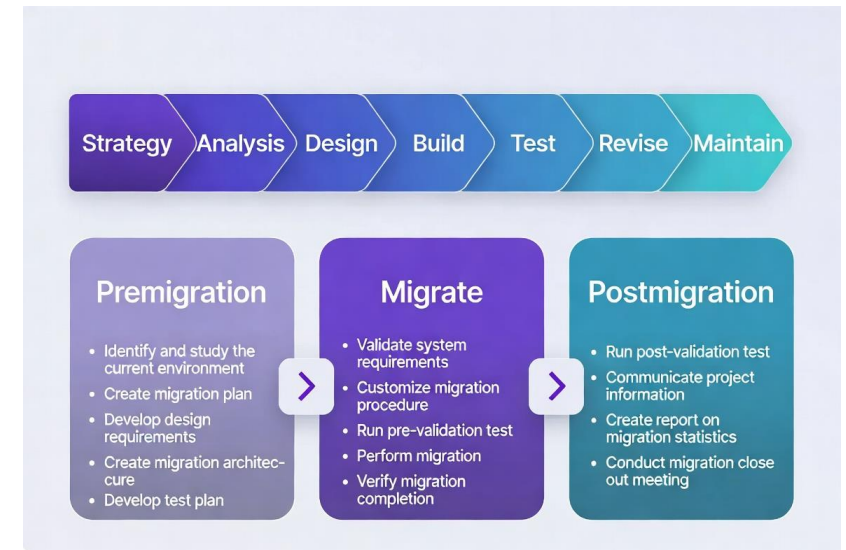 Strategy
Analysis
Design
Build
Test
Revise
Maintain
Premigration
• Identify and study the
current environment
• Create migration plan
• Develop design
requirements
• Create migration architec-
cure
• Develop test plan
Migrate
• Validate system
requirements
• Customize migration
procedure
• Run pre-validation test
• Perform migration
• Verify migration
completion
Postmigration
• Run post-validation test
• Communicate project
information
• Create report on
migration statistics
• Conduct migration close
out meeting